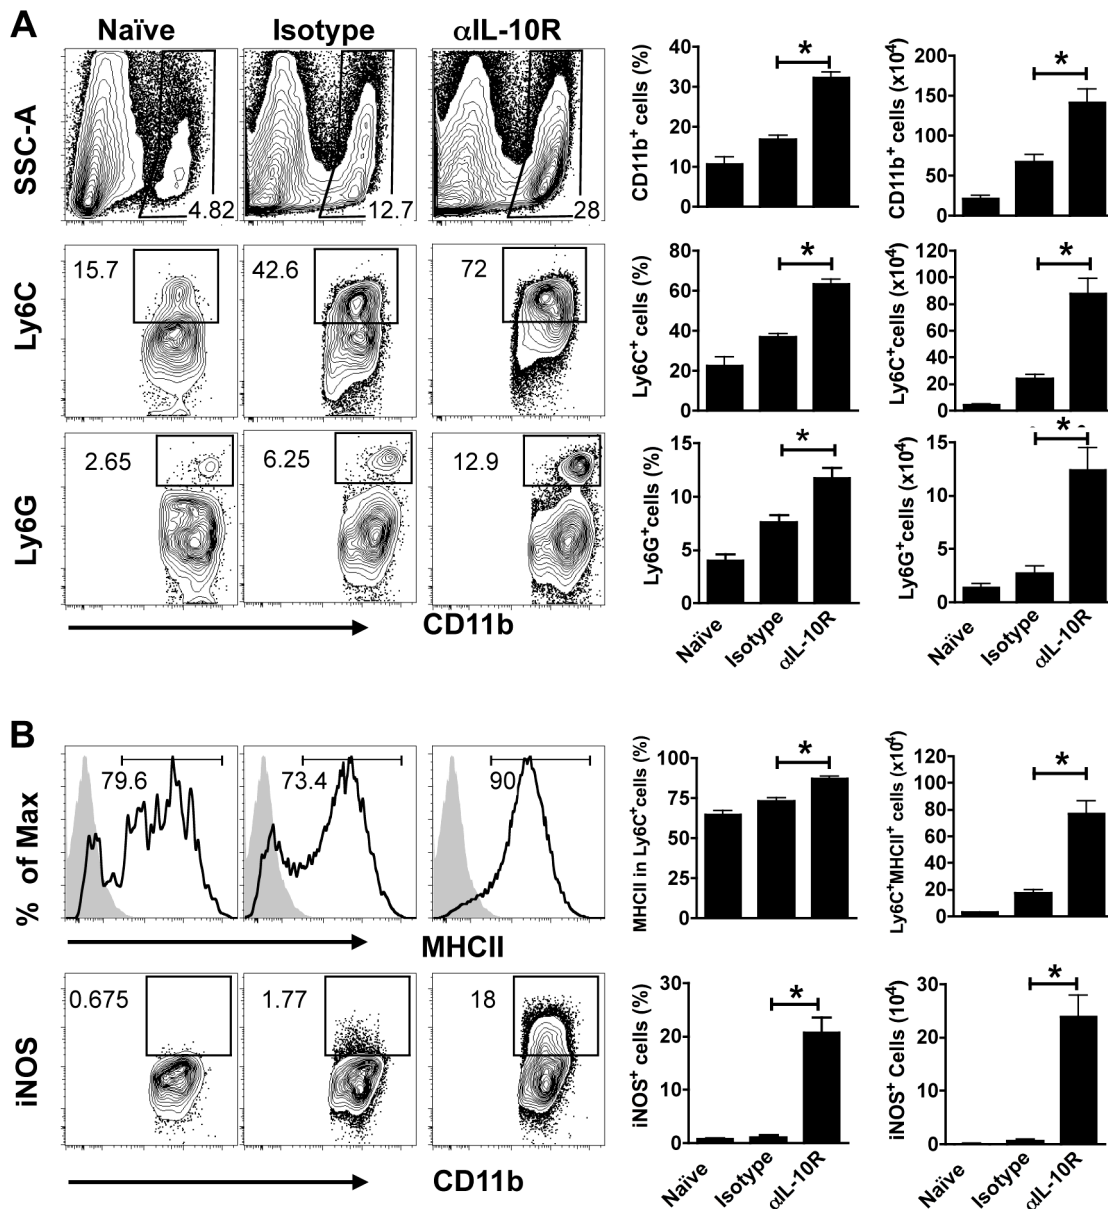 A
Naïve Isotype αIL-10R
SSC-A
4.82 12.7 28
CD11b+ cells (%)
40
30
20
10
0
*
CD11b+ cells (x104)
200
150
100
50
0
*
Ly6C
15.7 42.6 72
Ly6C+ cells (%)
80
60
40
20
0
*
Ly6C+cells (x104)
120
100
80
60
40
20
0
*
Ly6G
2.65 6.25 12.9
CD11b
Ly6G+cells (%)
15
10
5
0
*
Naïve Isotype αIL-10R
Ly6G+cells (x104)
15
10
5
0
*
Naïve Isotype αIL-10R
B
% of Max
79.6 73.4 90
MHCII
MHCII in Ly6C+cells (%)
100
75
50
25
0
*
Ly6C+MHCII+ cells (x104)
120
100
80
60
40
20
0
*
iNOS
0.675 1.77 18
CD11b
iNOS+ cells (%)
30
20
10
0
*
Naïve Isotype αIL-10R
iNOS+ Cells (104)
30
20
10
0
*
Naïve Isotype αIL-10R